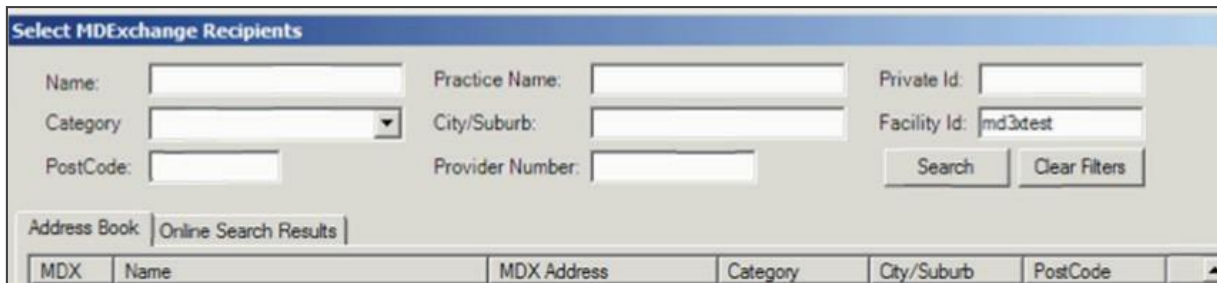 Select MDExchange Recipients
Name: Practice Name: Private Id:
Category City/Suburb: Facility Id: md3xtest
PostCode: Provider Number: Search Clear Filters
Address Book Online Search Results
MDX Name MDX Address Category City/Suburb PostCode